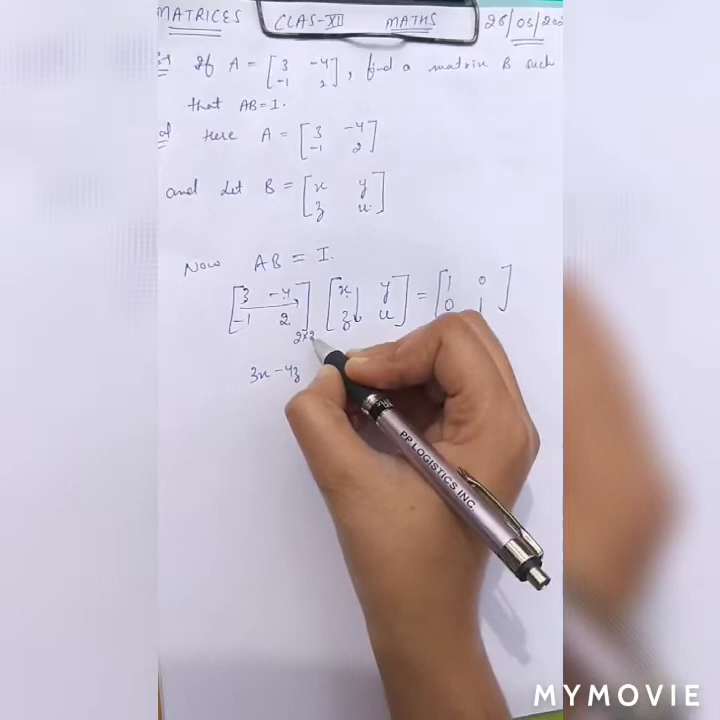 MATRICES CLAS-XII MATHS 26/03/202
If A = [3 -4 -1 2], find a matrix B such
that AB=I.
Here A = [3 -4 -1 2]
and Let B = [x y z u]
Now AB = I.
[3 -4 -1 2]2×2 [x y z u] = [1 0 0 1]
3x-4z
PP LOGISTICS INC.
MYMOVIE